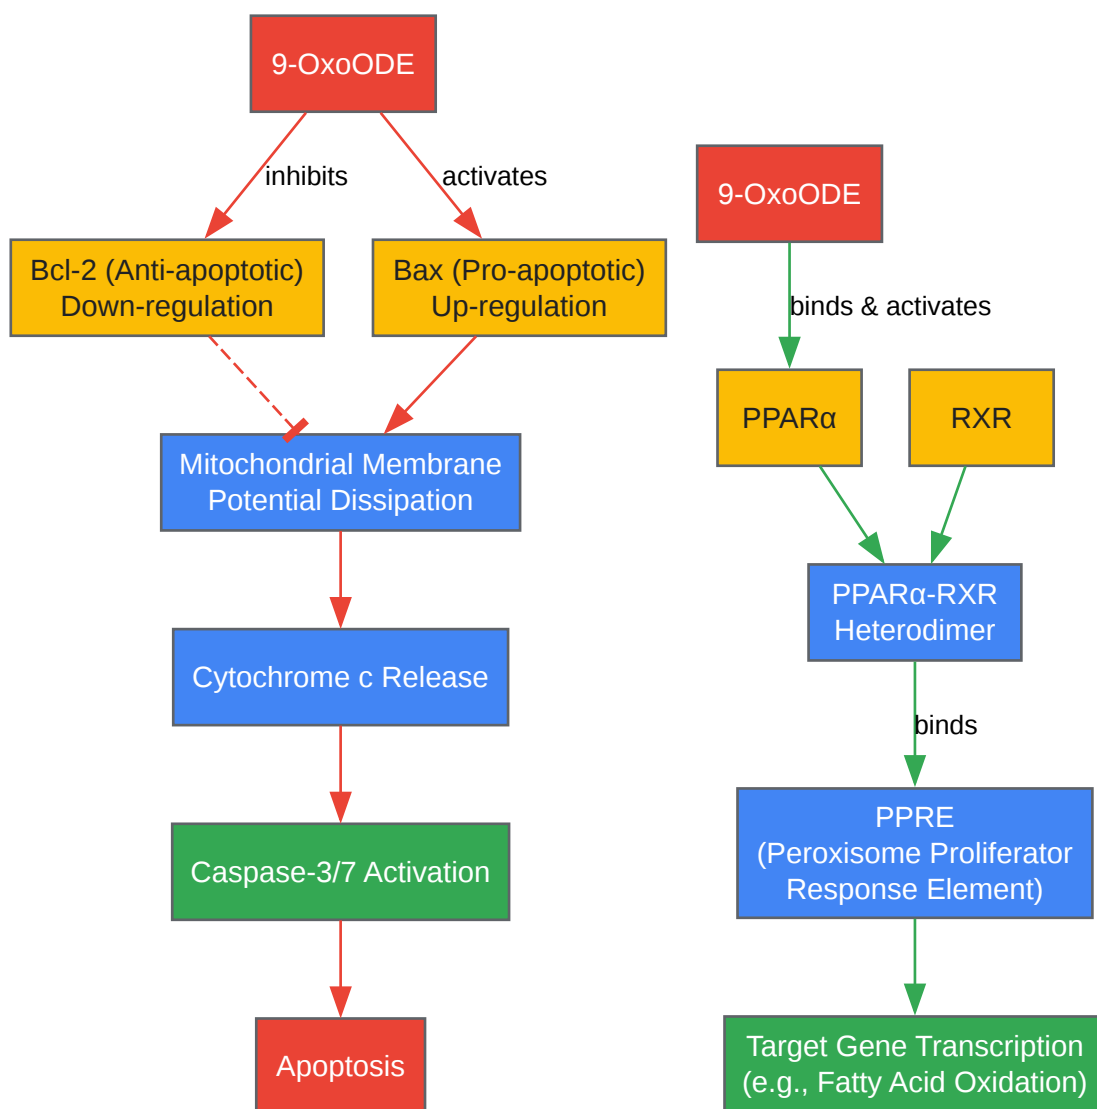 9-OxoODE
inhibits
activates
Bcl-2 (Anti-apoptotic)
Down-regulation
Bax (Pro-apoptotic)
Up-regulation
Mitochondrial Membrane
Potential Dissipation
Cytochrome c Release
Caspase-3/7 Activation
Apoptosis
9-OxoODE
binds & activates
PPARα
RXR
PPARα-RXR
Heterodimer
binds
PPRE
(Peroxisome Proliferator
Response Element)
Target Gene Transcription
(e.g., Fatty Acid Oxidation)